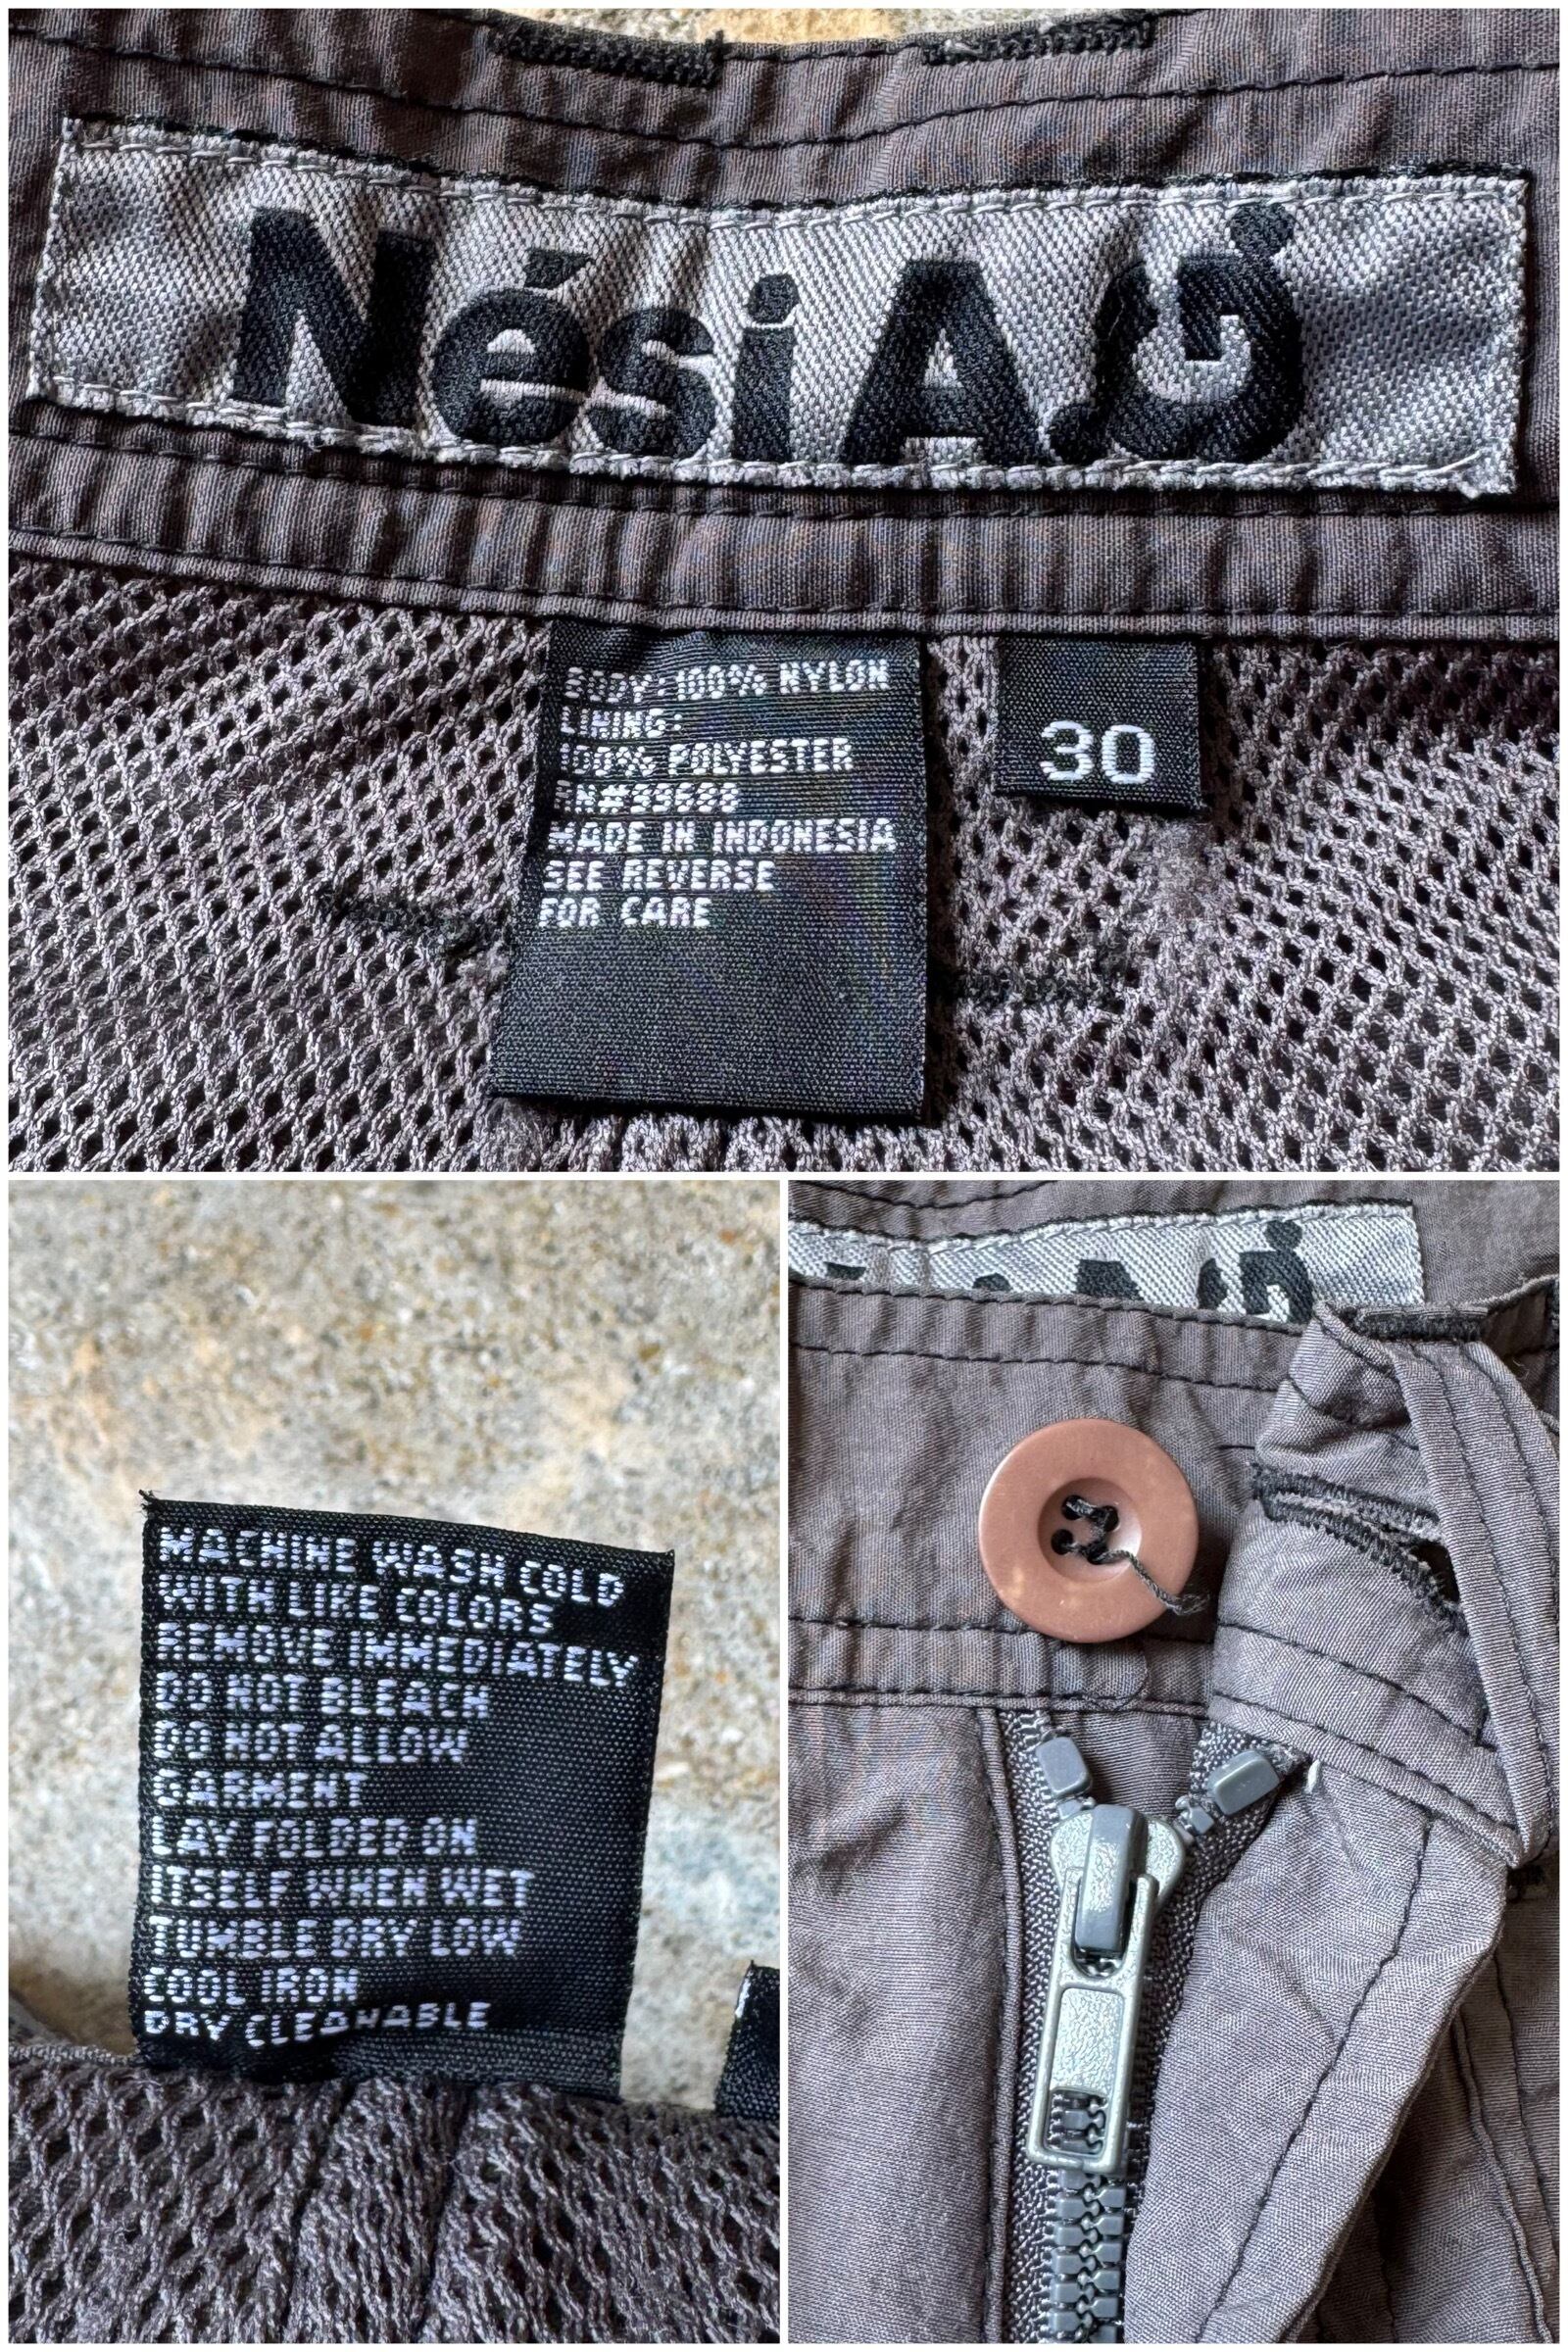 Nési A
BODY: 100% NYLON
LINING:
100% POLYESTER
MADE IN INDONESIA
SEE REVERSE
FOR CARE
30
MACHINE WASH COLD
WITH LIKE COLORS
REMOVE IMMEDIATELY
DO NOT BLEACH
DO NOT ALLOW
GARMENT
LAY FOLDED ON
ITSELF WHEN WET
TUMBLE DRY LOW
COOL IRON
DRY CLEANABLE